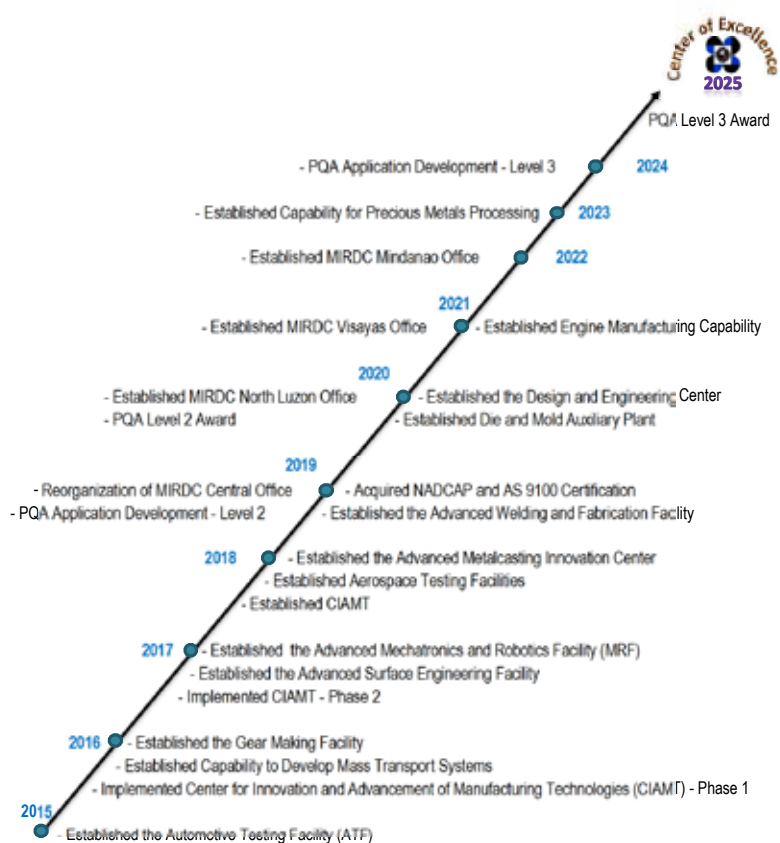 Center of Excellence
2025
PQA Level 3 Award
- PQA Application Development - Level 3
2024
- Established Capability for Precious Metals Processing
2023
- Established MIRDC Mindanao Office
2022
2021
- Established MIRDC Visayas Office
- Established Engine Manufacturing Capability
2020
- Established MIRDC North Luzon Office
- Established the Design and Engineering Center
- PQA Level 2 Award
- Established Die and Mold Auxiliary Plant
2019
- Reorganization of MIRDC Central Office
- Acquired NADCAP and AS 9100 Certification
- PQA Application Development - Level 2
- Established the Advanced Welding and Fabrication Facility
2018
- Established the Advanced Metalcasting Innovation Center
- Established Aerospace Testing Facilities
- Established CIAMT
2017
- Established the Advanced Mechatronics and Robotics Facility (MRF)
- Established the Advanced Surface Engineering Facility
- Implemented CIAMT - Phase 2
2016
- Established the Gear Making Facility
- Established Capability to Develop Mass Transport Systems
- Implemented Center for Innovation and Advancement of Manufacturing Technologies (CIAMT) - Phase 1
2015
- Established the Automotive Testing Facility (ATF)